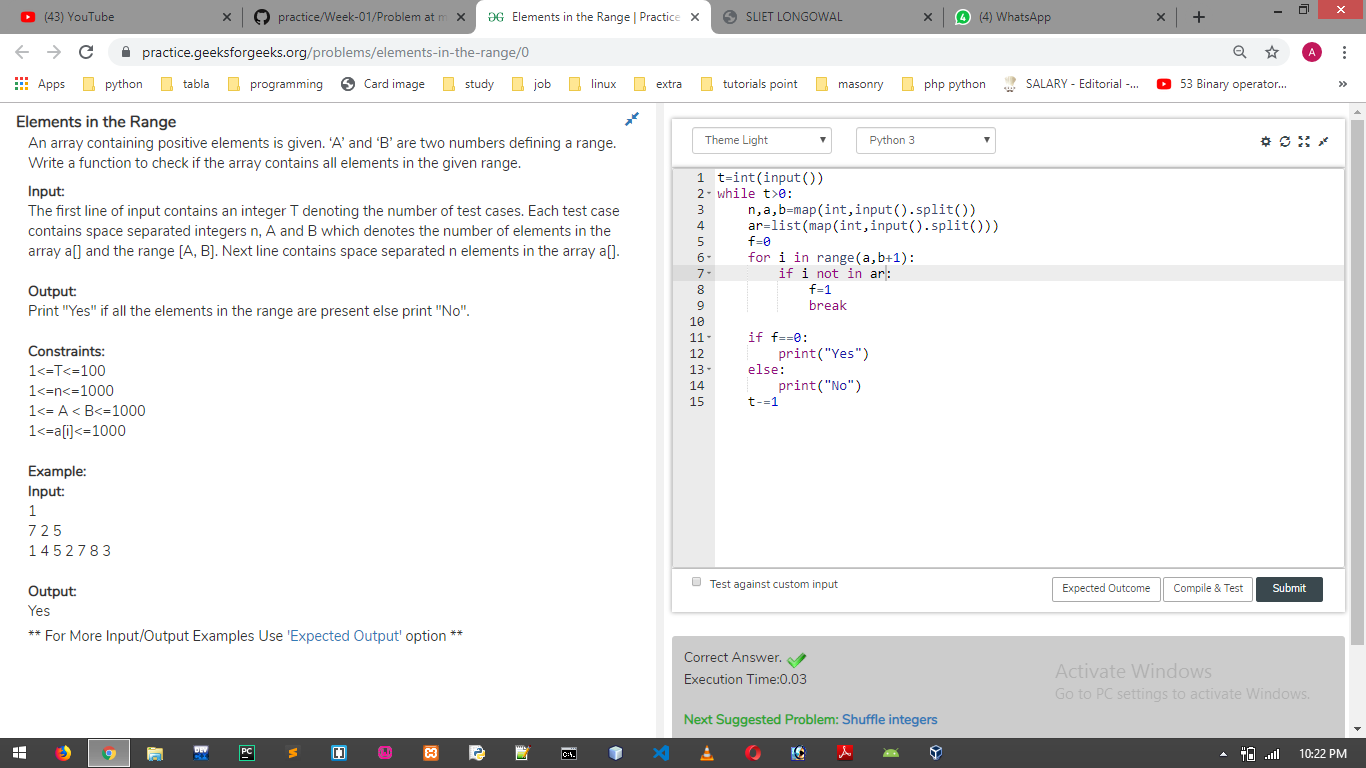 (43) YouTube
practice/Week-01/Problem at m
Elements in the Range | Practice
SLIET LONGOWAL
(4) WhatsApp
practice.geeksforgeeks.org/problems/elements-in-the-range/0
A
Apps python tabla programming Card image study job linux extra tutorials point masonry php python SALARY - Editorial -... 53 Binary operator... »
Elements in the Range
An array containing positive elements is given. ‘A’ and ‘B’ are two numbers defining a range.
Write a function to check if the array contains all elements in the given range.
Input:
The first line of input contains an integer T denoting the number of test cases. Each test case
contains space separated integers n, A and B which denotes the number of elements in the
array a[] and the range [A, B]. Next line contains space separated n elements in the array a[].
Output:
Print "Yes" if all the elements in the range are present else print "No".
Constraints:
1<=T<=100
1<=n<=1000
1<= A < B<=1000
1<=a[i]<=1000
Example:
Input:
1
7 2 5
1 4 5 2 7 8 3
Output:
Yes
** For More Input/Output Examples Use 'Expected Output' option **
Theme Light
Python 3
1 t=int(input())
2 while t>0:
3     n,a,b=map(int,input().split())
4     ar=list(map(int,input().split()))
5     f=0
6     for i in range(a,b+1):
7         if i not in ar:
8             f=1
9             break
10
11     if f==0:
12         print("Yes")
13     else:
14         print("No")
15     t-=1
Test against custom input
Expected Outcome
Compile & Test
Submit
Correct Answer.
Execution Time:0.03
Next Suggested Problem: Shuffle integers
Activate Windows
Go to PC settings to activate Windows.
10:22 PM